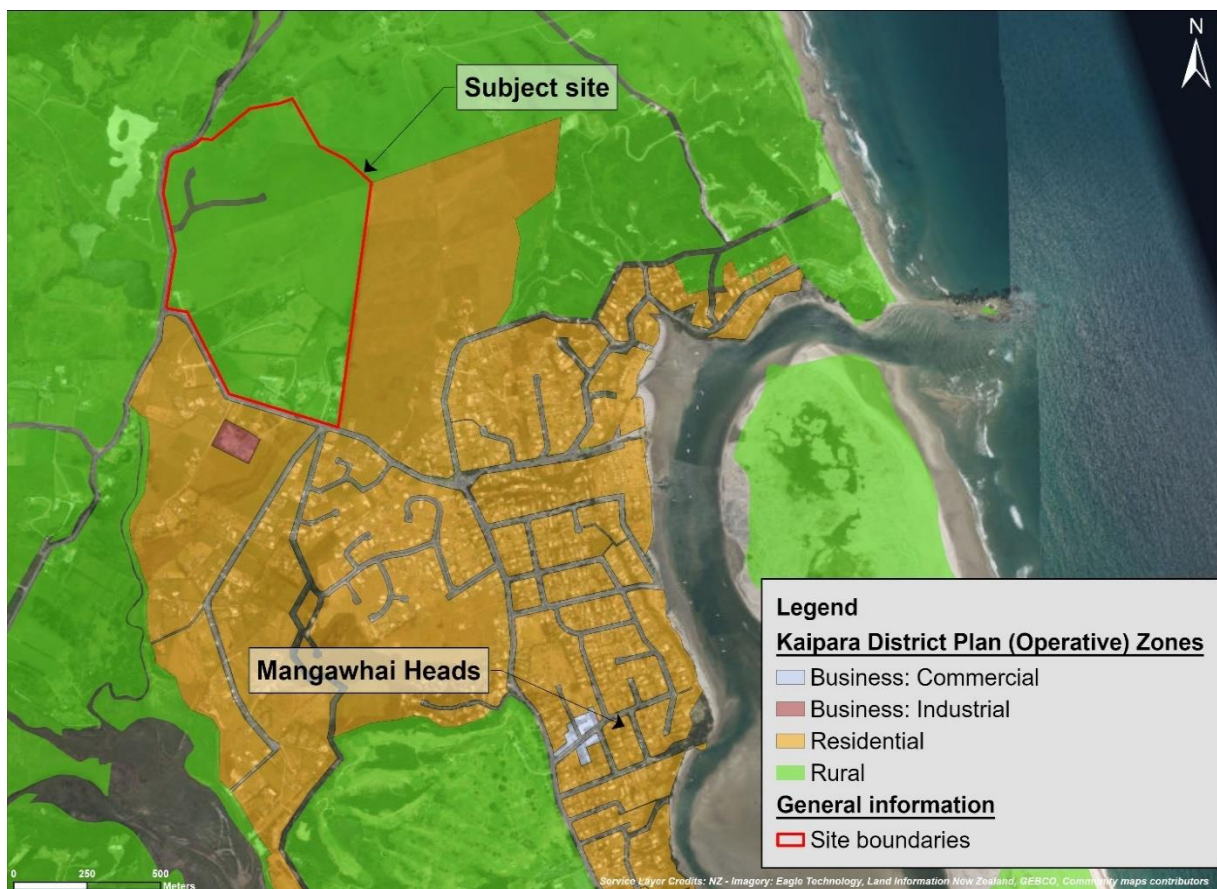 N
Subject site
Mangawhai Heads
Legend
Kaipara District Plan (Operative) Zones
Business: Commercial
Business: Industrial
Residential
Rural
General information
Site boundaries
0 250 500
Meters
Service Layer Credits: NZ - Imagery: Eagle Technology, Land Information New Zealand, GEBCO, Community maps contributors